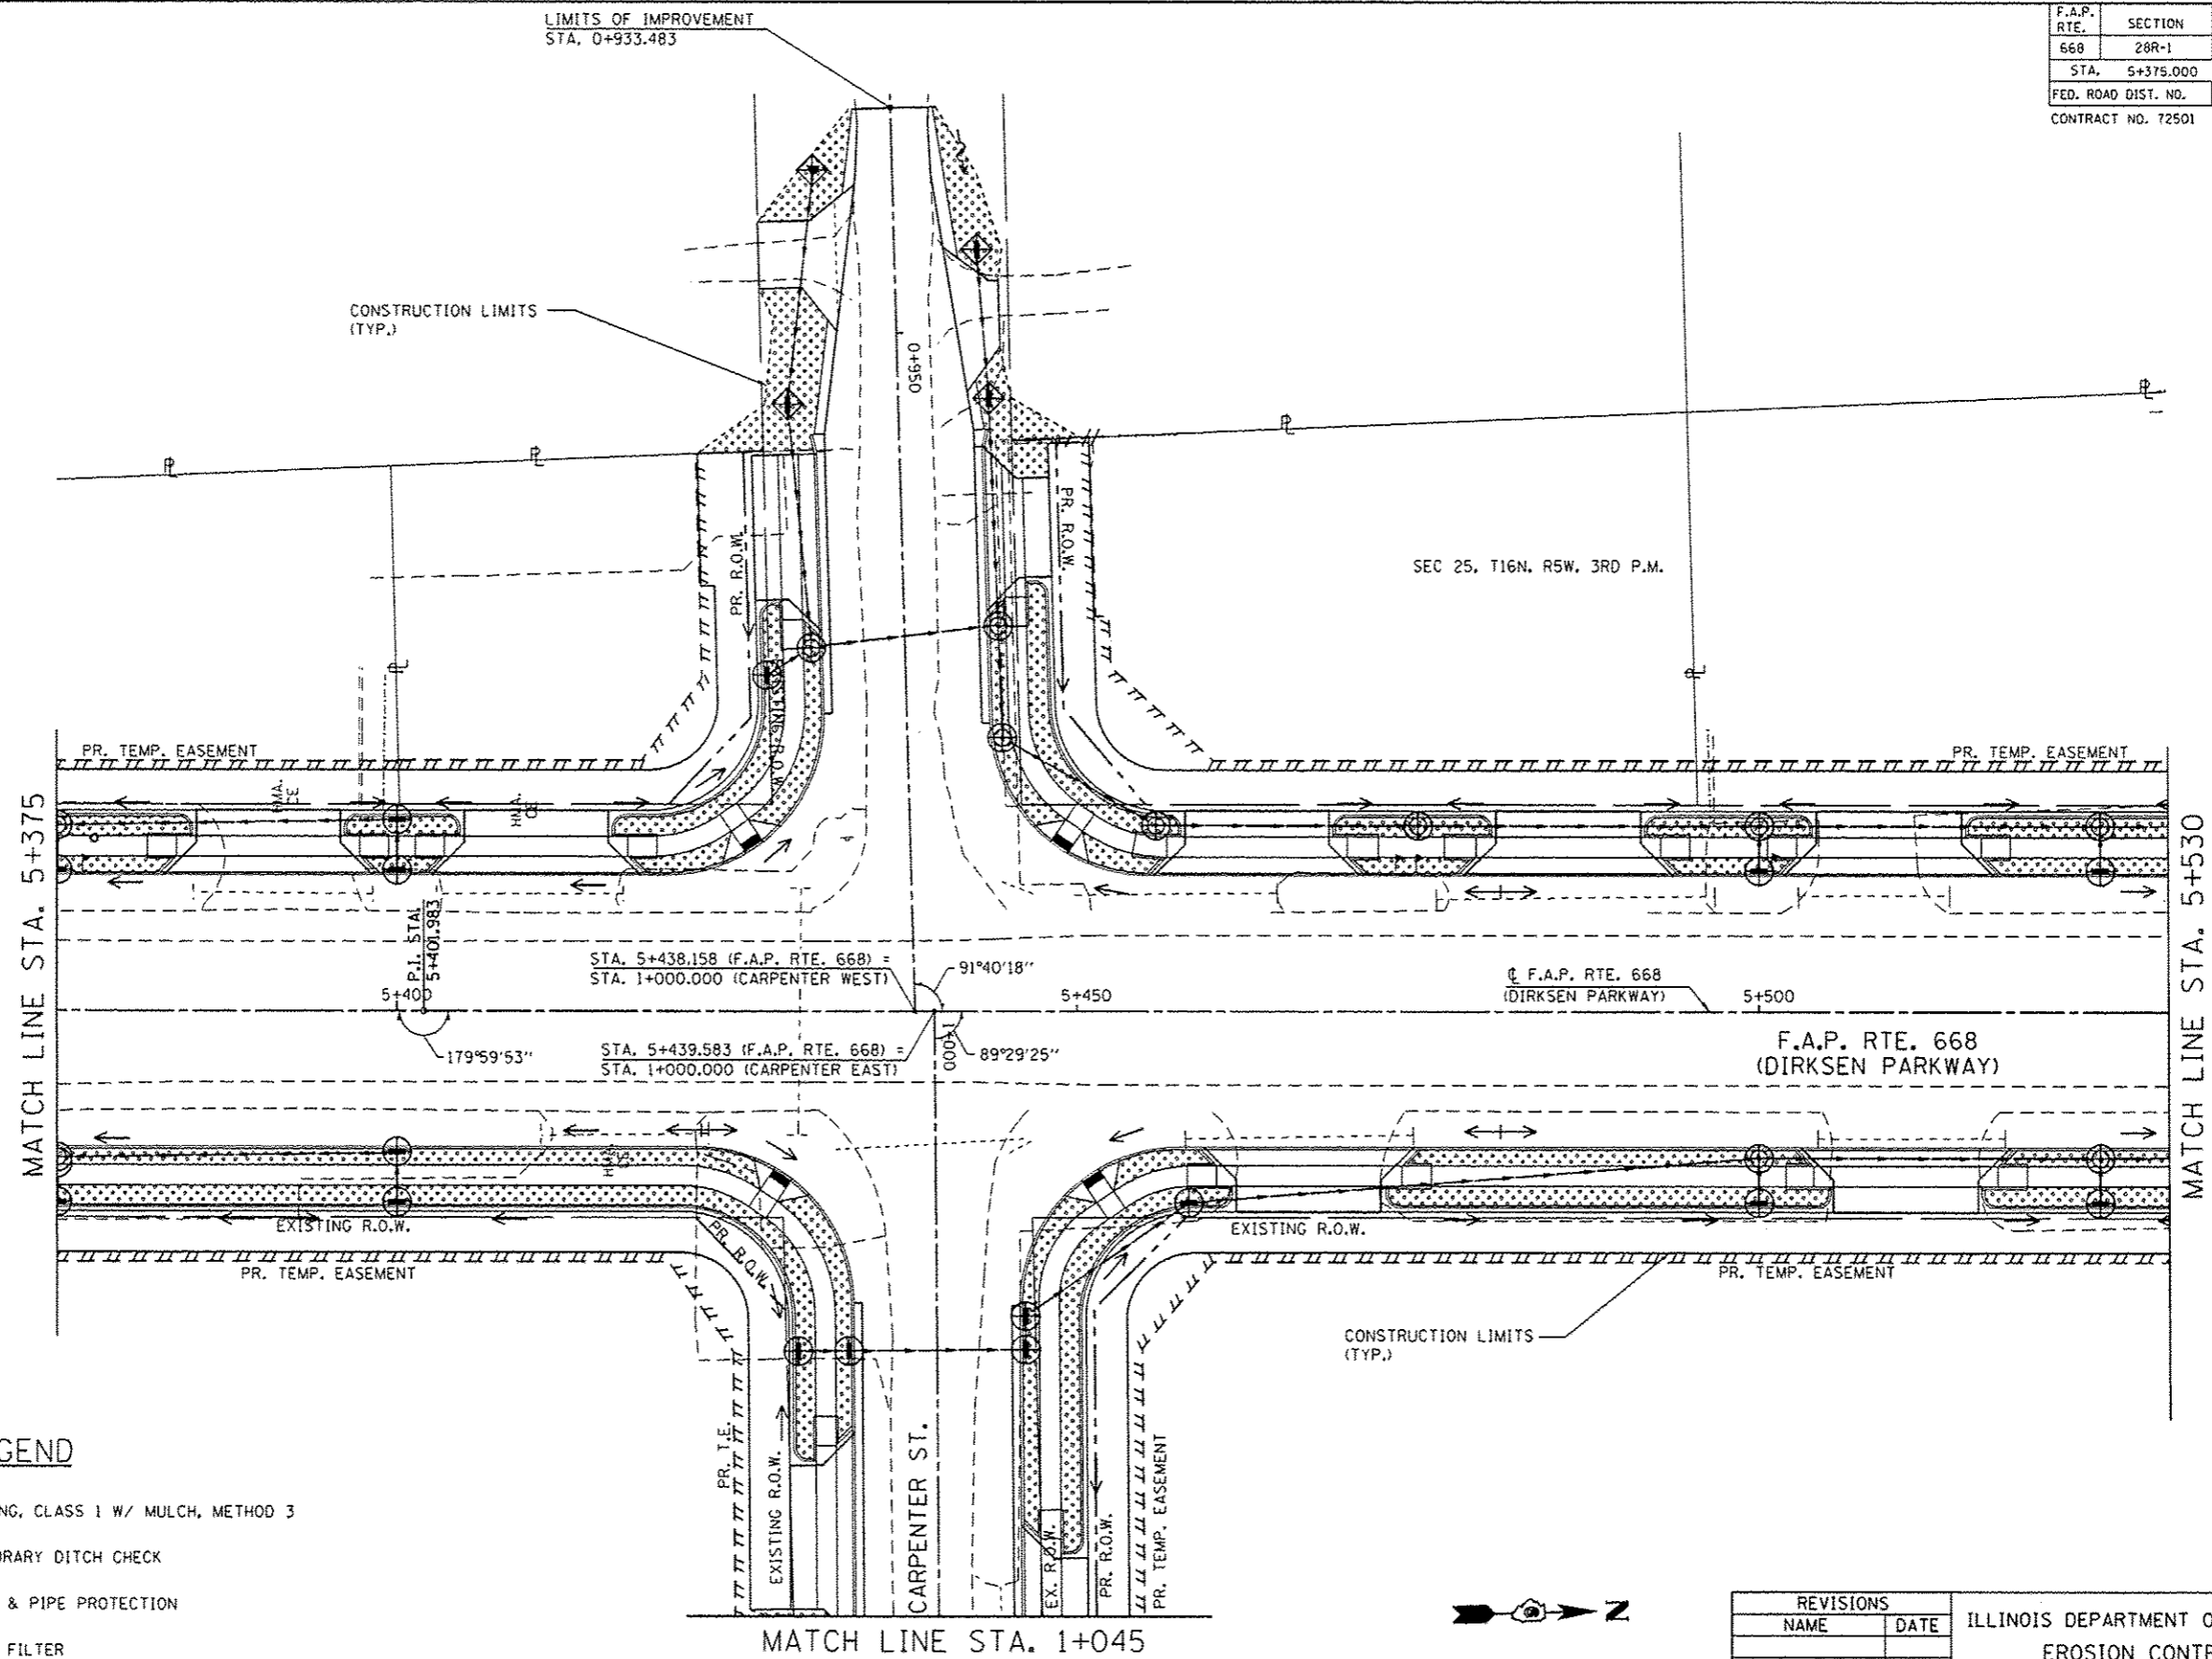 LIMITS OF IMPROVEMENT
STA. 0+933.483
F.A.P. RTE.
SECTION
668
28R-1
STA. 5+375.000
FED. ROAD DIST. NO.
CONTRACT NO. 72501
CONSTRUCTION LIMITS
(TYP.)
0+950
PR. R.O.W.
PR. R.O.W.
SEC 25, T16N, R5W, 3RD P.M.
EXISTING R.O.W.
PR. TEMP. EASEMENT
PR. TEMP. EASEMENT
HMA.
HMA.
MATCH LINE STA. 5+375
MATCH LINE STA. 5+530
P.I. STA.
5+401.983
5+400
STA. 5+438.158 (F.A.P. RTE. 668) =
STA. 1+000.000 (CARPENTER WEST)
91°40'18"
5+450
℄ F.A.P. RTE. 668
(DIRKSEN PARKWAY)
5+500
179°59'53"
STA. 5+439.583 (F.A.P. RTE. 668) =
STA. 1+000.000 (CARPENTER EAST)
1+000
89°29'25"
F.A.P. RTE. 668
(DIRKSEN PARKWAY)
EXISTING R.O.W.
PR. TEMP. EASEMENT
PR. R.O.W.
EXISTING R.O.W.
PR. TEMP. EASEMENT
CONSTRUCTION LIMITS
(TYP.)
PR. T.E.
EXISTING R.O.W.
CARPENTER ST.
EX. R.O.W.
PR. R.O.W.
PR. TEMP. EASEMENT
GEND
NG, CLASS 1 W/ MULCH, METHOD 3
ORARY DITCH CHECK
& PIPE PROTECTION
FILTER
MATCH LINE STA. 1+045
N
REVISIONS
NAME
DATE
ILLINOIS DEPARTMENT O
EROSION CONTR